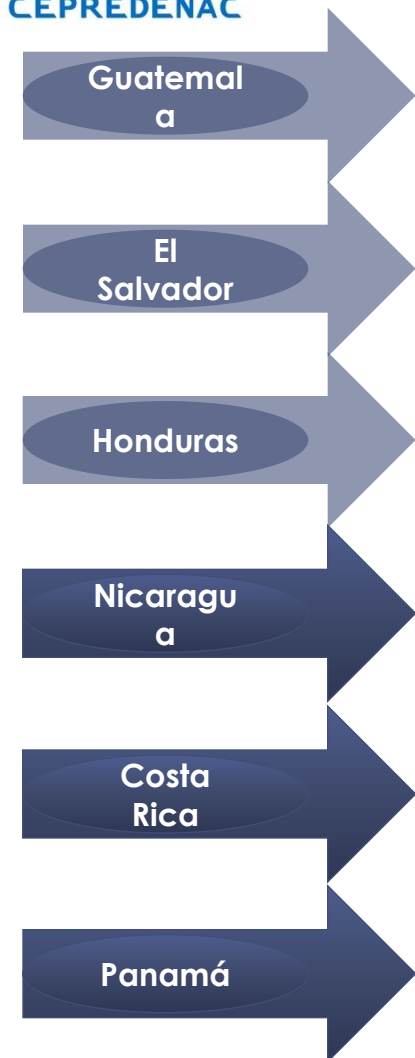 CEPREDENAC
Guatemal
a
El
Salvador
Honduras
Nicaragu
a
Costa
Rica
Panamá